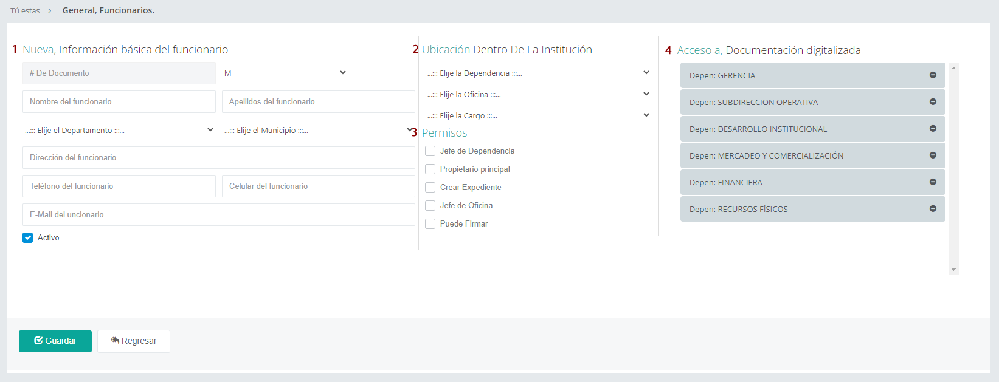 Tú estas > General, Funcionarios.
1 Nueva, Información básica del funcionario
# De Documento
M
Nombre del funcionario
Apellidos del funcionario
...::: Elije el Departamento :::...
...::: Elije el Municipio :::...
Dirección del funcionario
Teléfono del funcionario
Celular del funcionario
E-Mail del uncionario
Activo
2 Ubicación Dentro De La Institución
...::: Elije la Dependencia :::...
...::: Elije la Oficina :::...
...::: Elije la Cargo :::...
3 Permisos
Jefe de Dependencia
Propietario principal
Crear Expediente
Jefe de Oficina
Puede Firmar
4 Acceso a, Documentación digitalizada
Depen: GERENCIA
Depen: SUBDIRECCION OPERATIVA
Depen: DESARROLLO INSTITUCIONAL
Depen: MERCADEO Y COMERCIALIZACIÓN
Depen: FINANCIERA
Depen: RECURSOS FÍSICOS
Guardar
Regresar